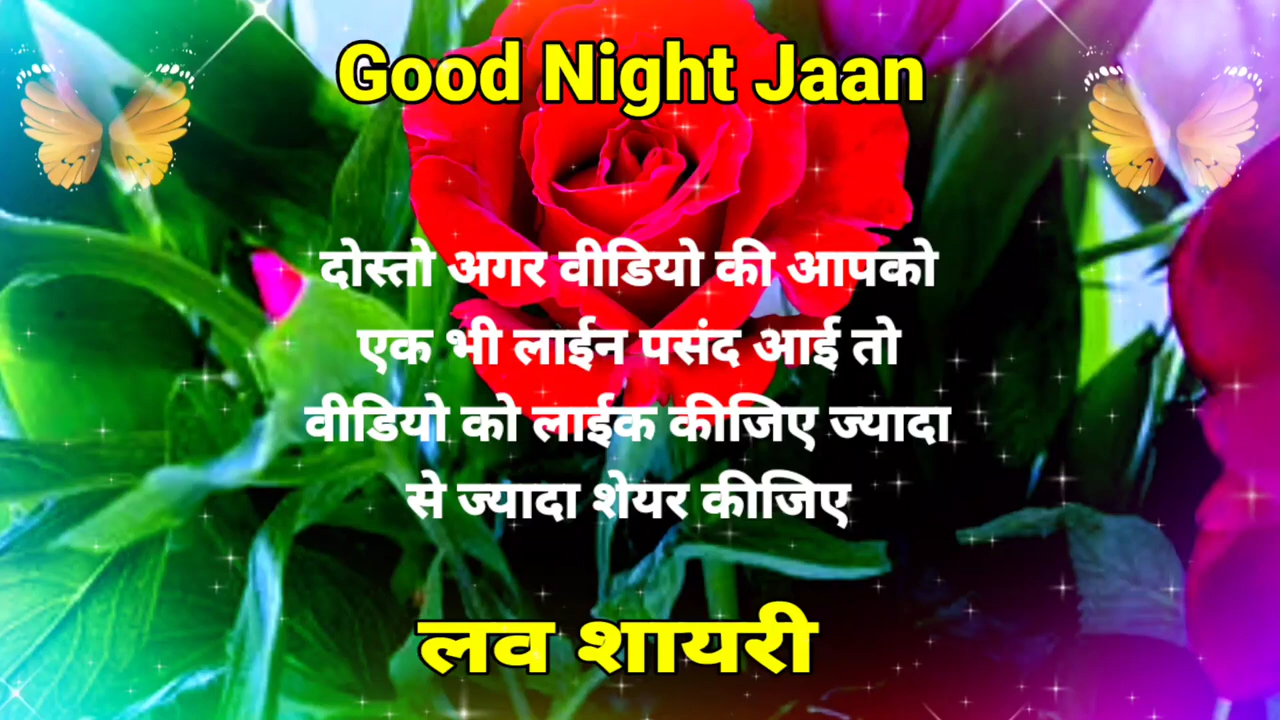 Good Night Jaan
दोस्तो अगर वीडियो की आपको
एक भी लाईन पसंद आई तो
वीडियो को लाईक कीजिए ज्यादा
से ज्यादा शेयर कीजिए
लव शायरी